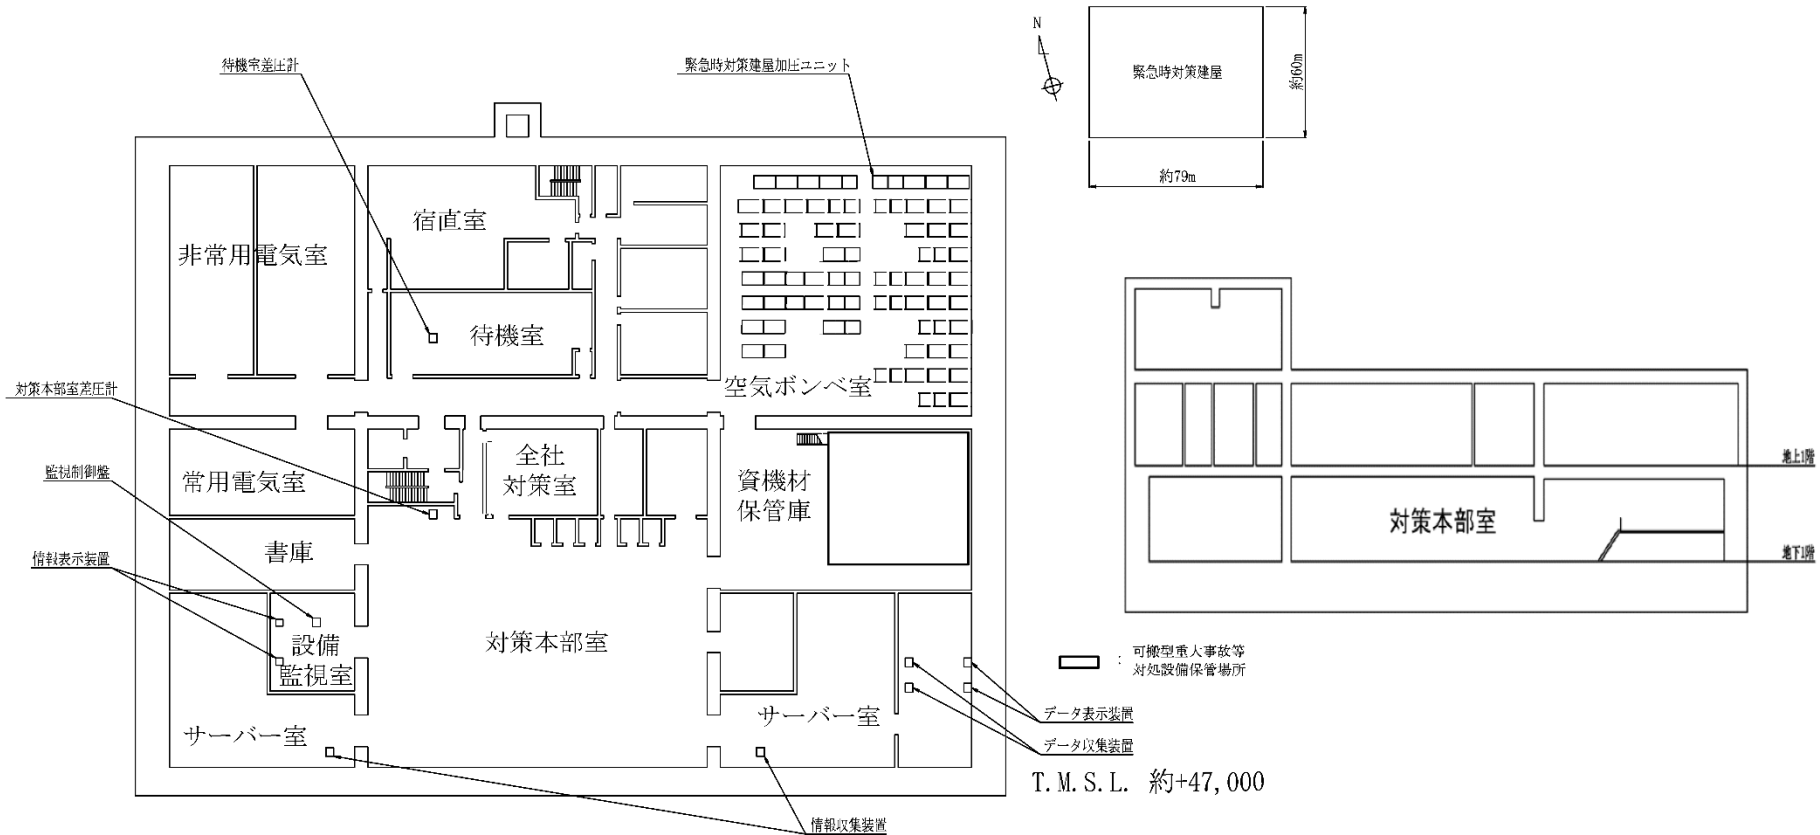 待機室差圧計
緊急時対策建屋加圧ユニット
N
緊急時対策建屋
約60m
約79m
宿直室
非常用電気室
待機室
対策本部室差圧計
空気ボンベ室
監視制御盤
常用電気室
全社
対策室
資機材
保管庫
情報表示装置
書庫
設備
監視室
対策本部室
サーバー室
サーバー室
データ表示装置
データ収集装置
情報収集装置
T.M.S.L. 約+47,000
地上1階
対策本部室
地下1階
: 可搬型重大事故等
対処設備保管場所